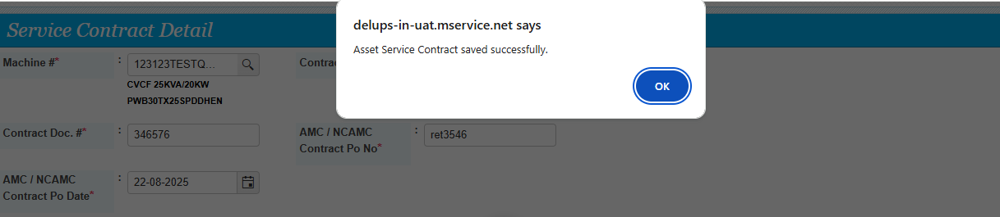 delups-in-uat.mservice.net says
Asset Service Contract saved successfully.
OK
Service Contract Detail
Machine #* : 123123TESTQ...
CVCF 25KVA/20KW
PWB30TX25SPDDHEN
Contract Doc. #* : 346576
AMC / NCAMC
Contract Po No* : ret3546
AMC / NCAMC
Contract Po Date* : 22-08-2025